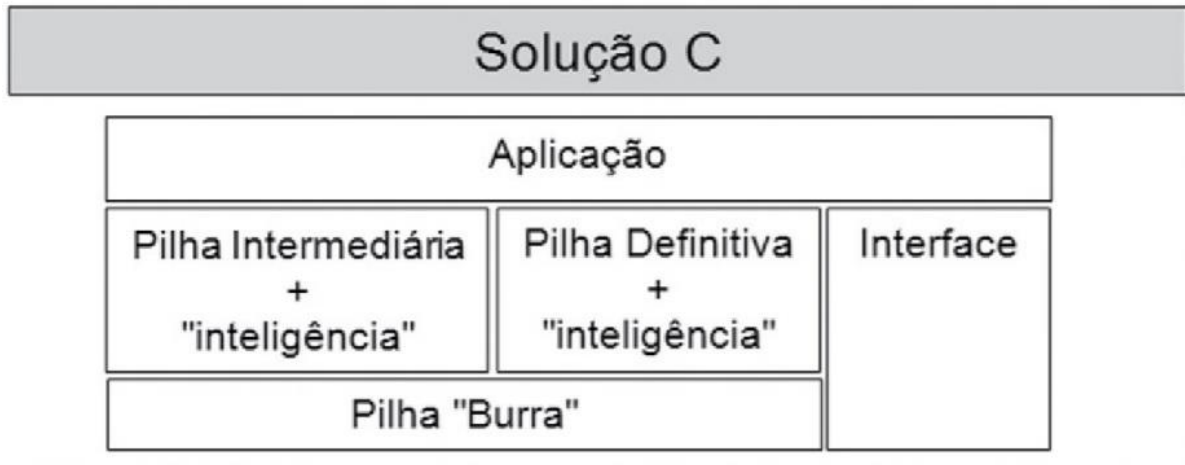 Solução C
Aplicação
Pilha Intermediária
+
"inteligência"
Pilha Definitiva
+
"inteligência"
Interface
Pilha "Burra"